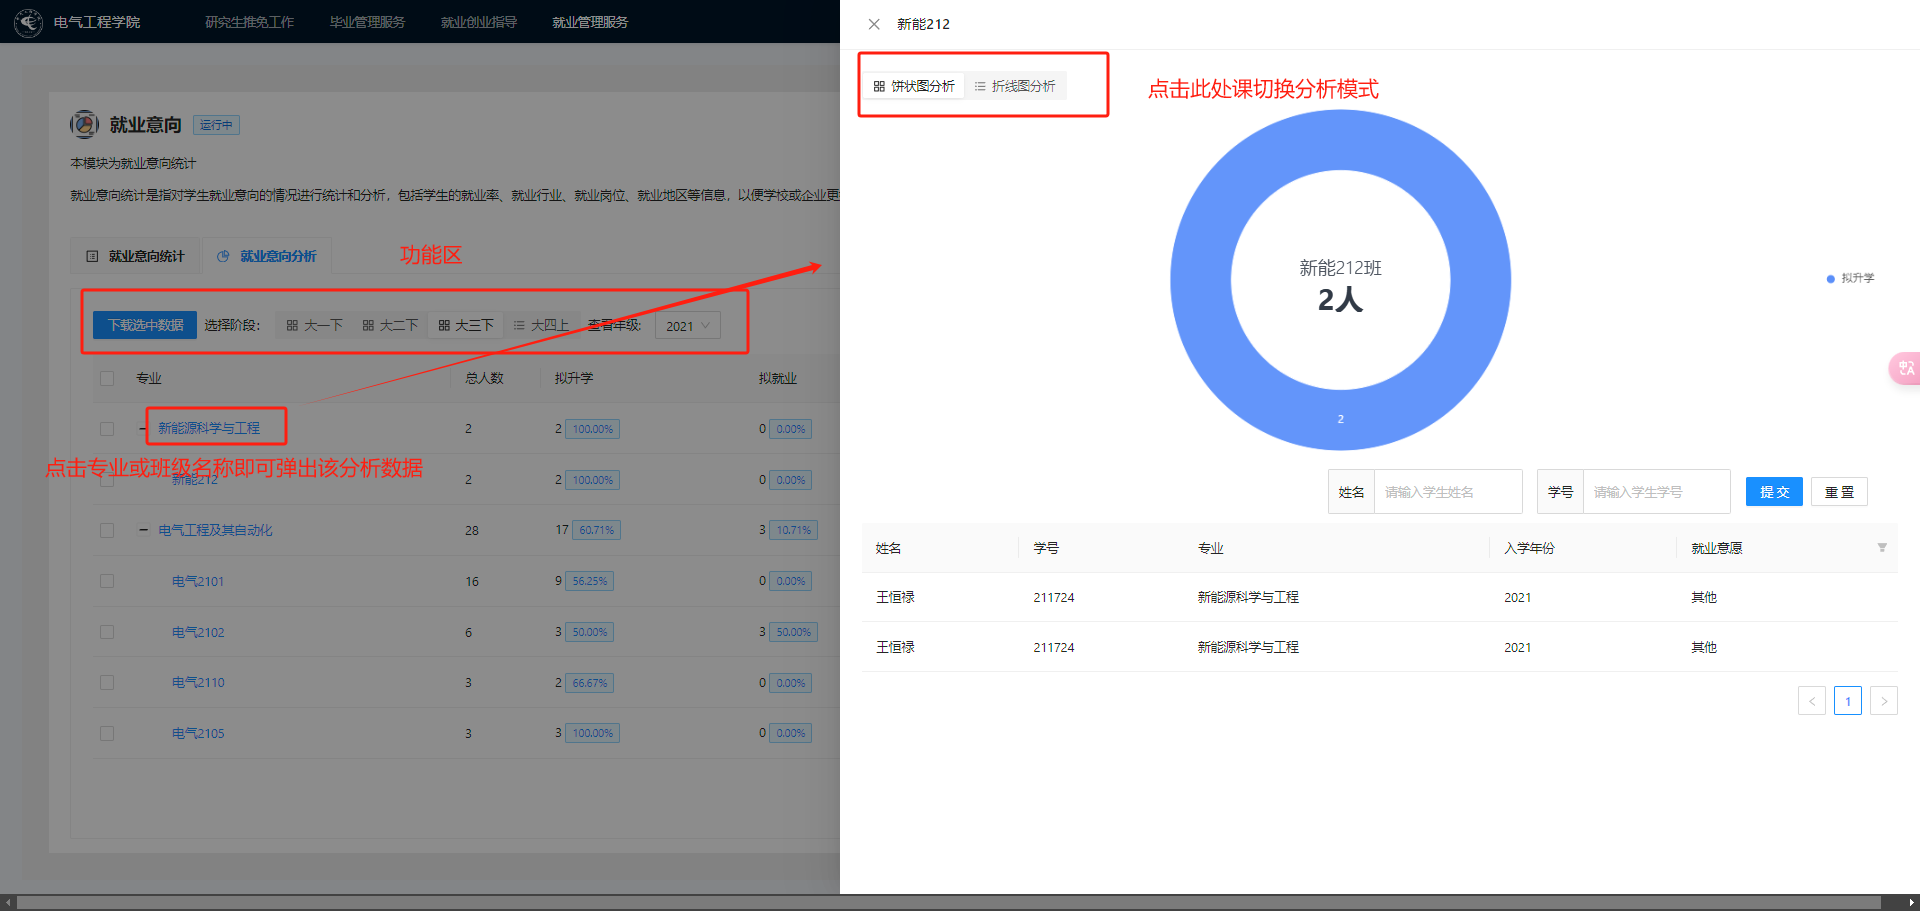 电气工程学院 研究生推免工作 毕业管理服务 就业创业指导 就业管理服务
就业意向 运行中
本模块为就业意向统计
就业意向统计是指对学生就业意向的情况进行统计和分析，包括学生的就业率、就业行业、就业岗位、就业地区等信息，以便学校或企业更
就业意向统计 就业意向分析 功能区
下载选中数据 选择阶段： 大一下 大二下 大三下 大四上 查看年级: 2021
专业 总人数 拟升学 拟就业
新能源科学与工程 2 2 100.00% 0 0.00%
点击专业或班级名称即可弹出该分析数据
新能212 2 2 100.00% 0 0.00%
电气工程及其自动化 28 17 60.71% 3 10.71%
电气2101 16 9 56.25% 0 0.00%
电气2102 6 3 50.00% 3 50.00%
电气2110 3 2 66.67% 0 0.00%
电气2105 3 3 100.00% 0 0.00%
新能212
饼状图分析 折线图分析 点击此处课切换分析模式
新能212班
2人
拟升学
2
姓名 请输入学生姓名 学号 请输入学生学号 提 交 重 置
姓名 学号 专业 入学年份 就业意愿
王恒禄 211724 新能源科学与工程 2021 其他
王恒禄 211724 新能源科学与工程 2021 其他
1